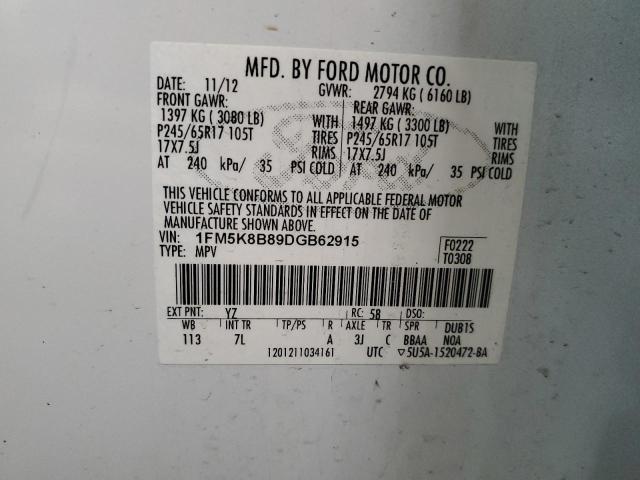 MFD. BY FORD MOTOR CO.
DATE: 11/12 GVWR: 2794 KG ( 6160 LB)
FRONT GAWR: REAR GAWR:
1397 KG ( 3080 LB) WITH 1497 KG ( 3300 LB) WITH
P245/65R17 105T TIRES P245/65R17 105T TIRES
17X7.5J RIMS 17X7.5J RIMS
AT 240 kPa/ 35 PSI COLD AT 240 kPa/ 35 PSI COLD
THIS VEHICLE CONFORMS TO ALL APPLICABLE FEDERAL MOTOR
VEHICLE SAFETY STANDARDS IN EFFECT ON THE DATE OF
MANUFACTURE SHOWN ABOVE.
VIN: 1FM5K8B89DGB62915 F0222
TYPE: MPV T0308
EXT PNT: YZ RC: 58 DSO:
WB INT TR TP/PS R AXLE TR SPR DUB1S
113 7L A 3J C BBAA N0A
1201211034161 UTC ▽5U5A-1520472-BA